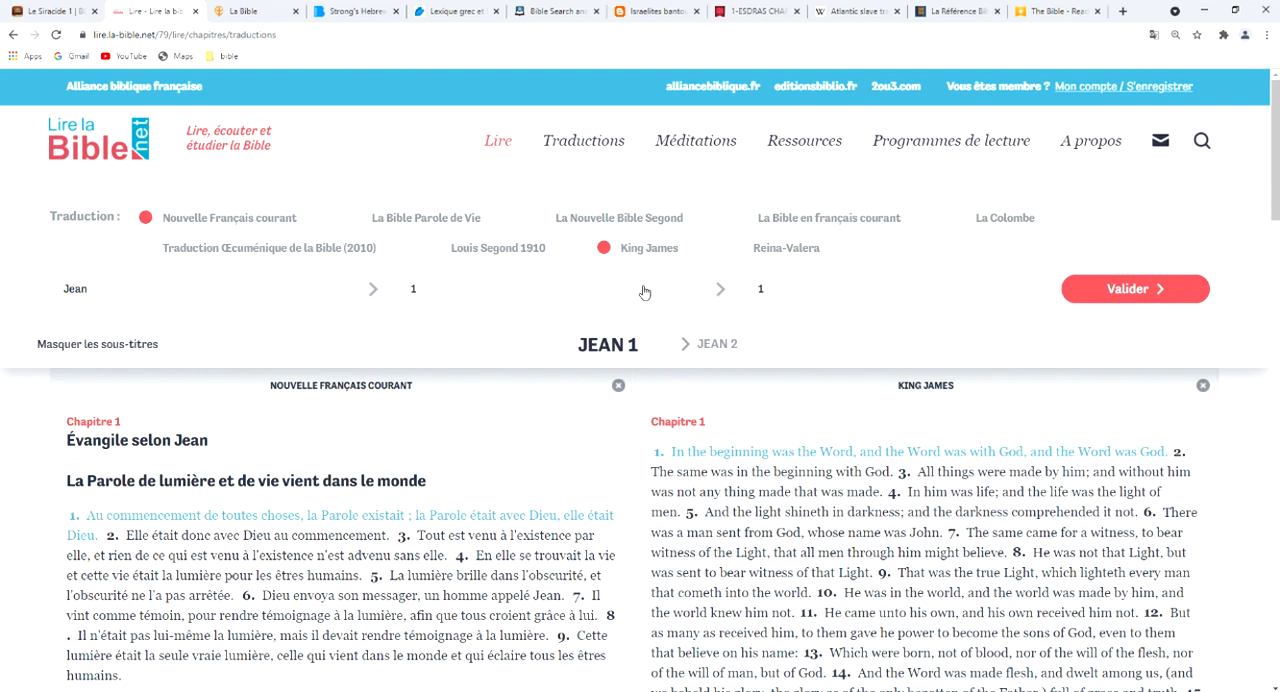 Le Siracide 1 | B
Lire - Lire la bib
La Bible
Strong's Hebre
Lexique grec et
Bible Search an
Israelites bantou
1-ESDRAS CHA
Atlantic slave tr
La Référence Bi
The Bible - Read
lire.la-bible.net/79/lire/chapitres/traductions
Apps Gmail YouTube Maps bible
Alliance biblique française alliancebiblique.fr editionsbiblio.fr 2ou3.com Vous êtes membre ? Mon compte / S'enregistrer
Lire la
Bible.net
Lire, écouter et
étudier la Bible
Lire Traductions Méditations Ressources Programmes de lecture A propos
Traduction : Nouvelle Français courant La Bible Parole de Vie La Nouvelle Bible Segond La Bible en français courant La Colombe
Traduction Œcuménique de la Bible (2010) Louis Segond 1910 King James Reina-Valera
Jean 1 1 Valider
Masquer les sous-titres JEAN 1 JEAN 2
NOUVELLE FRANÇAIS COURANT
Chapitre 1
Évangile selon Jean
La Parole de lumière et de vie vient dans le monde
1. Au commencement de toutes choses, la Parole existait ; la Parole était avec Dieu, elle était
Dieu. 2. Elle était donc avec Dieu au commencement. 3. Tout est venu à l'existence par
elle, et rien de ce qui est venu à l'existence n'est advenu sans elle. 4. En elle se trouvait la vie
et cette vie était la lumière pour les êtres humains. 5. La lumière brille dans l'obscurité, et
l'obscurité ne l'a pas arrêtée. 6. Dieu envoya son messager, un homme appelé Jean. 7. Il
vint comme témoin, pour rendre témoignage à la lumière, afin que tous croient grâce à lui. 8
. Il n'était pas lui-même la lumière, mais il devait rendre témoignage à la lumière. 9. Cette
lumière était la seule vraie lumière, celle qui vient dans le monde et qui éclaire tous les êtres
humains.
KING JAMES
Chapitre 1
1. In the beginning was the Word, and the Word was with God, and the Word was God. 2.
The same was in the beginning with God. 3. All things were made by him; and without him
was not any thing made that was made. 4. In him was life; and the life was the light of
men. 5. And the light shineth in darkness; and the darkness comprehended it not. 6. There
was a man sent from God, whose name was John. 7. The same came for a witness, to bear
witness of the Light, that all men through him might believe. 8. He was not that Light, but
was sent to bear witness of that Light. 9. That was the true Light, which lighteth every man
that cometh into the world. 10. He was in the world, and the world was made by him, and
the world knew him not. 11. He came unto his own, and his own received him not. 12. But
as many as received him, to them gave he power to become the sons of God, even to them
that believe on his name: 13. Which were born, not of blood, nor of the will of the flesh, nor
of the will of man, but of God. 14. And the Word was made flesh, and dwelt among us, (and
we beheld his glory, the glory as of the only begotten of the Father,) full of grace and truth. 15